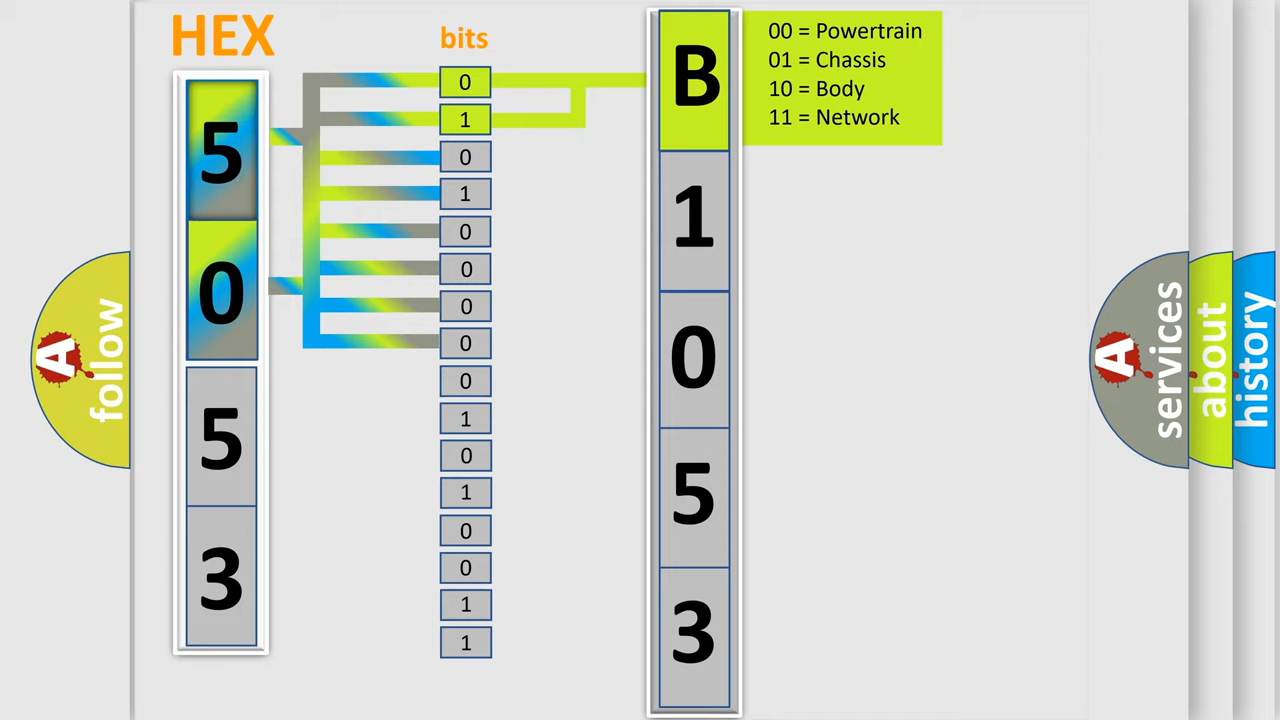 HEX
bits
5
0
5
3
0
1
0
1
0
0
0
0
0
1
0
1
0
0
1
1
B
1
0
5
3
00 = Powertrain
01 = Chassis
10 = Body
11 = Network
A
follow
A
services
about
history